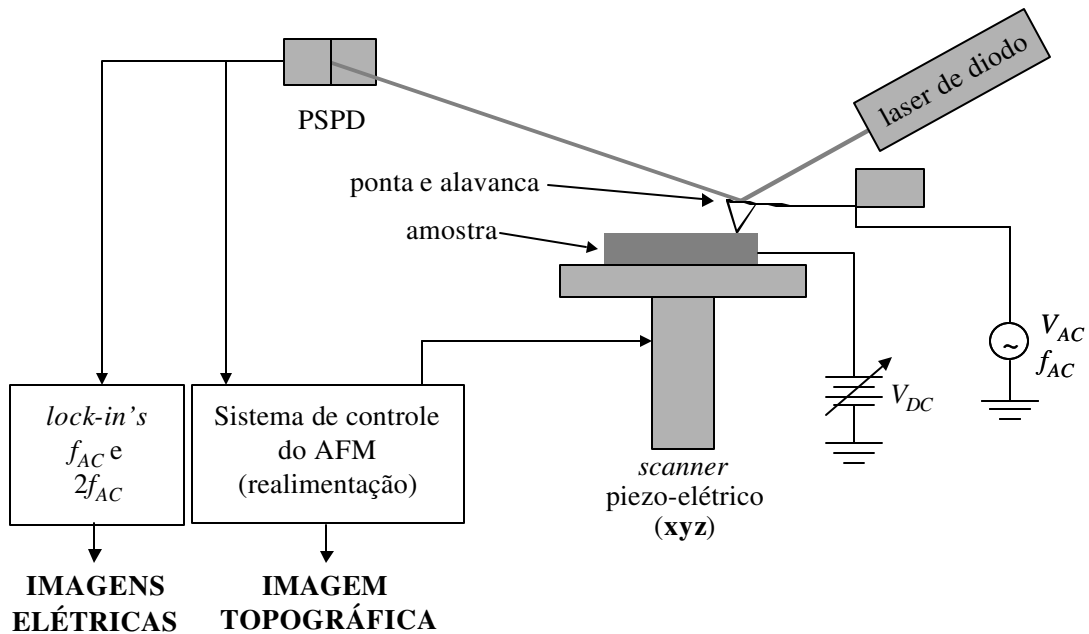 laser de diodo
PSPD
ponta e alavanca
amostra
V_AC
f_AC
~
V_DC
lock-in's
f_AC e
2f_AC
Sistema de controle
do AFM
(realimentação)
scanner
piezo-elétrico
(xyz)
IMAGENS
ELÉTRICAS
IMAGEM
TOPOGRÁFICA